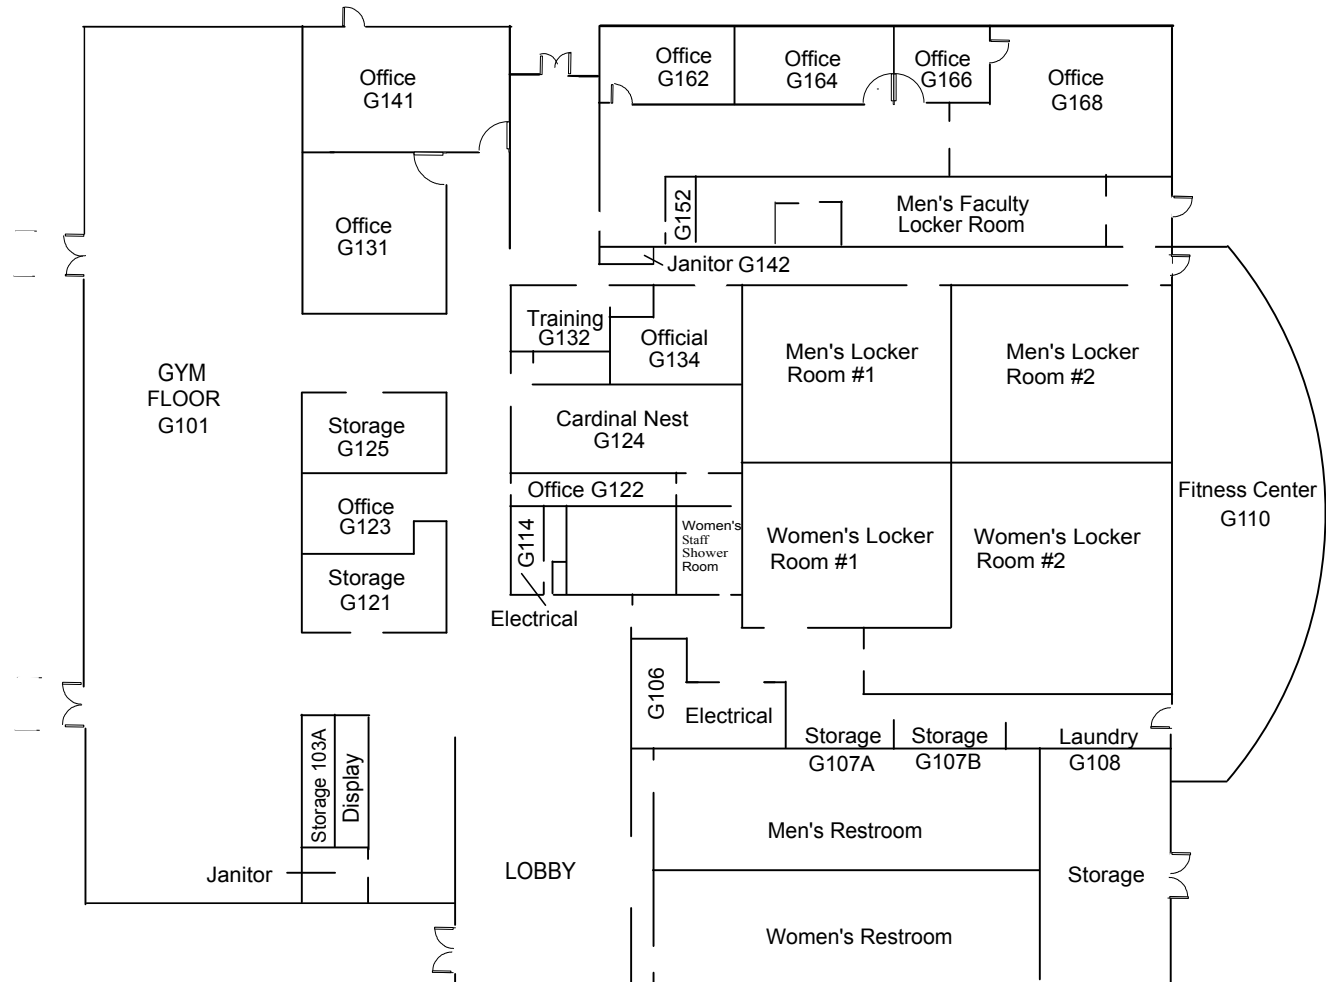 Office
G141
Office
G162
Office
G164
Office
G166
Office
G168
Office
G131
G152
Men's Faculty
Locker Room
Janitor G142
Training
G132
Official
G134
Men's Locker
Room #1
Men's Locker
Room #2
GYM
FLOOR
G101
Storage
G125
Cardinal Nest
G124
Office G122
Fitness Center
G110
Office
G123
G114
Women's
Staff
Shower
Room
Women's Locker
Room #1
Women's Locker
Room #2
Storage
G121
Electrical
G106
Electrical
Storage
G107A
Storage
G107B
Laundry
G108
Storage 103A
Display
Men's Restroom
Janitor
LOBBY
Storage
Women's Restroom